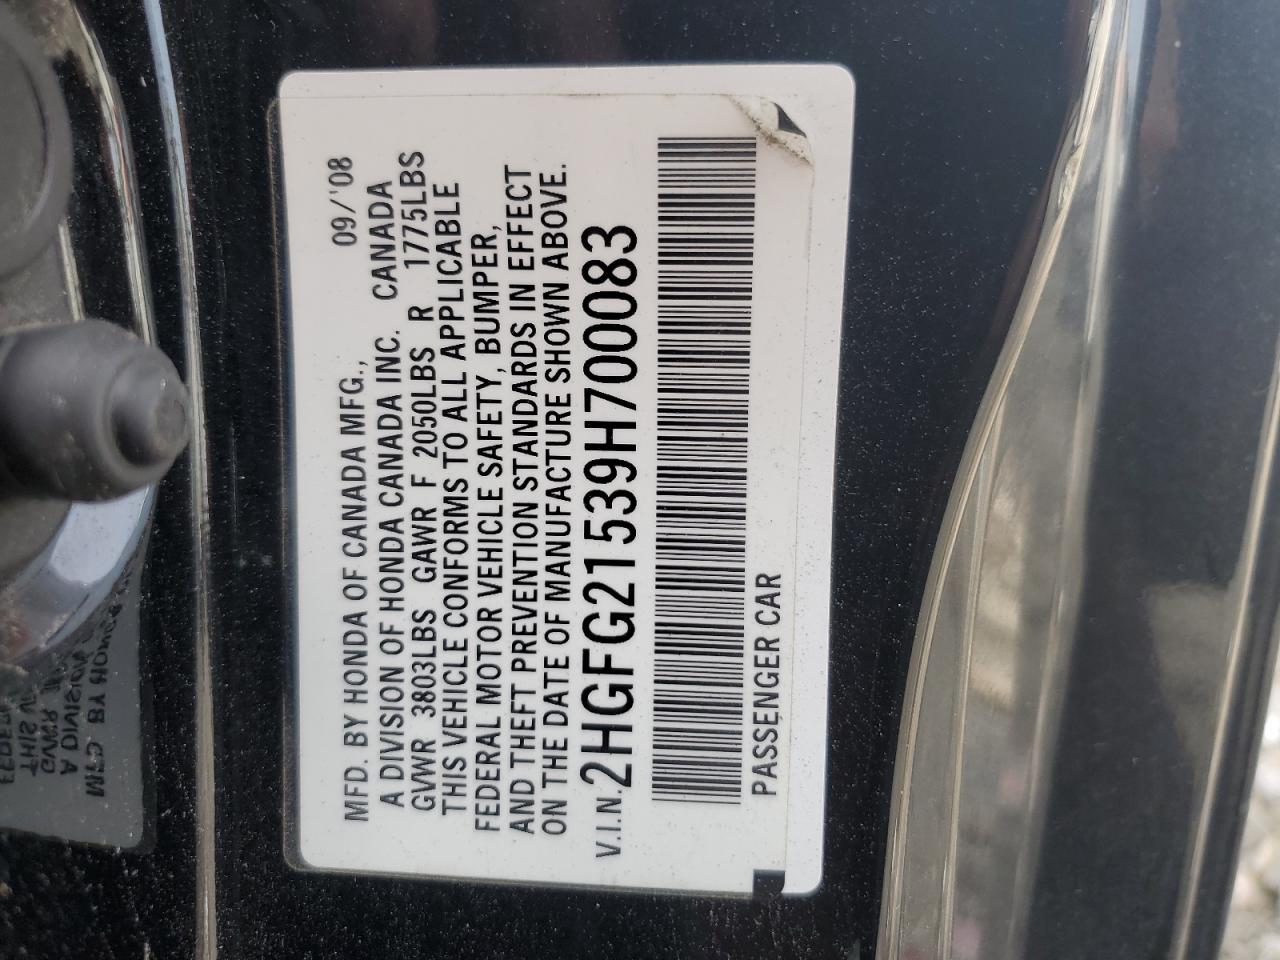 MFD. BY HONDA OF CANADA MFG., 09/'08
A DIVISION OF HONDA CANADA INC. CANADA
GVWR 3803LBS GAWR F 2050LBS R 1775LBS
THIS VEHICLE CONFORMS TO ALL APPLICABLE
FEDERAL MOTOR VEHICLE SAFETY, BUMPER,
AND THEFT PREVENTION STANDARDS IN EFFECT
ON THE DATE OF MANUFACTURE SHOWN ABOVE.
V.I.N. 2HGFG21539H700083
PASSENGER CAR